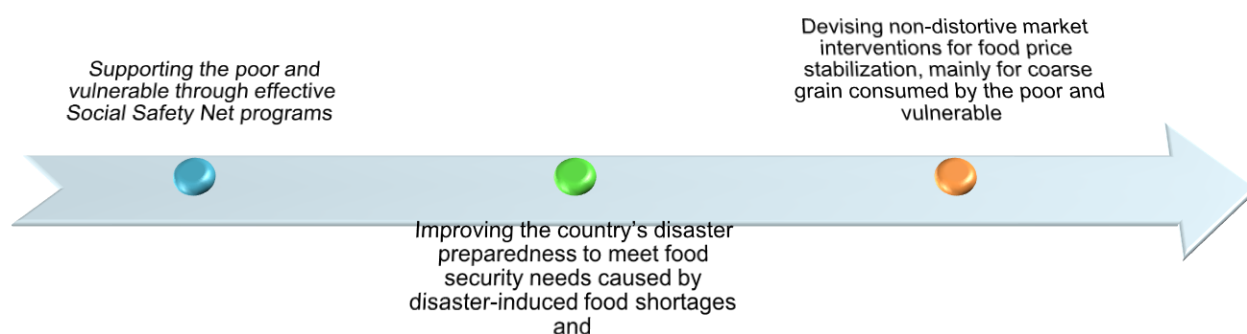 Supporting the poor and
vulnerable through effective
Social Safety Net programs
Improving the country’s disaster
preparedness to meet food
security needs caused by
disaster-induced food shortages
and
Devising non-distortive market
interventions for food price
stabilization, mainly for coarse
grain consumed by the poor and
vulnerable